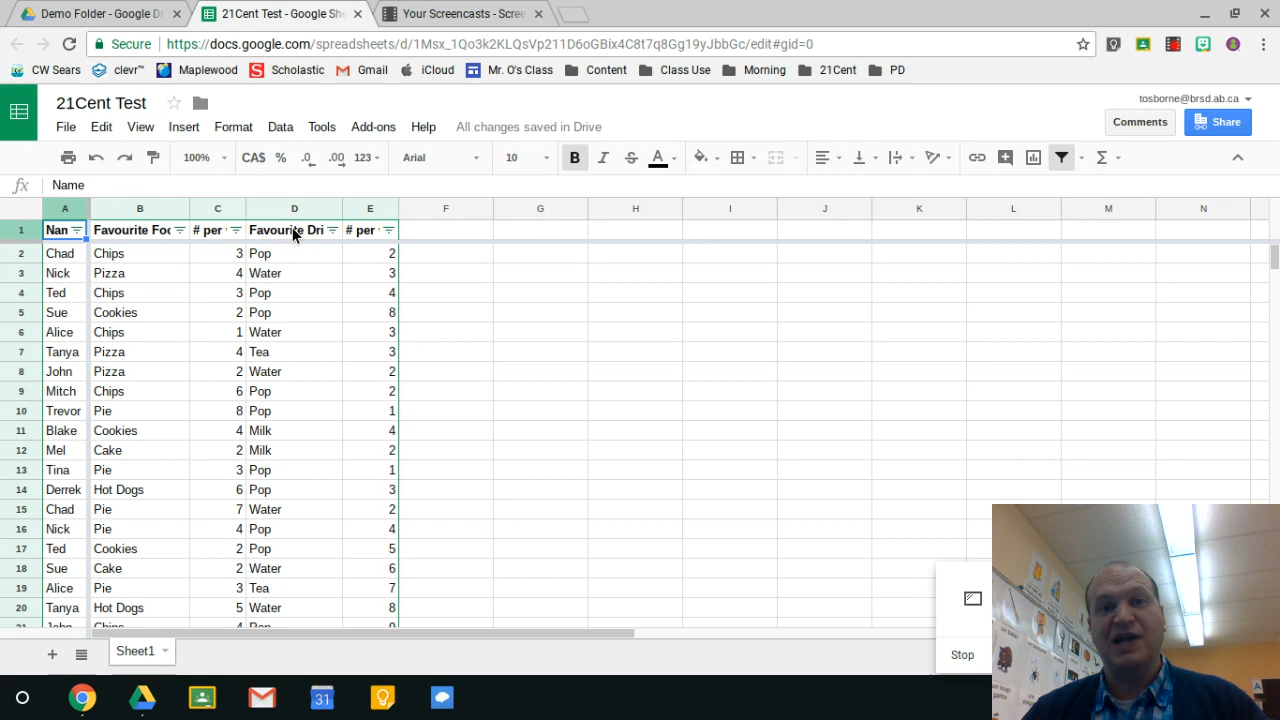 Demo Folder - Google Dr
21Cent Test - Google She
Your Screencasts - Scree
Secure
https://docs.google.com/spreadsheets/d/1Msx_1Qo3k2KLQsVp211D6oGBix4C8t7q8Gg19yJbbGc/edit#gid=0
CW Sears clevr™ Maplewood Scholastic Gmail iCloud Mr. O's Class Content Class Use Morning 21Cent PD
21Cent Test
tosborne@brsd.ab.ca
File Edit View Insert Format Data Tools Add-ons Help All changes saved in Drive
Comments Share
100% CA$ % .0 .00 123 Arial 10 B I S A Σ
fx Name
A B C D E F G H I J K L M N
1 Nan Favourite Foo # per Favourite Dri # per
2 Chad Chips 3 Pop 2
3 Nick Pizza 4 Water 3
4 Ted Chips 3 Pop 4
5 Sue Cookies 2 Pop 8
6 Alice Chips 1 Water 3
7 Tanya Pizza 4 Tea 3
8 John Pizza 2 Water 2
9 Mitch Chips 6 Pop 2
10 Trevor Pie 8 Pop 1
11 Blake Cookies 4 Milk 4
12 Mel Cake 2 Milk 2
13 Tina Pie 3 Pop 1
14 Derrek Hot Dogs 6 Pop 3
15 Chad Pie 7 Water 2
16 Nick Pie 4 Pop 4
17 Ted Cookies 2 Pop 5
18 Sue Cake 2 Water 6
19 Alice Pie 3 Tea 7
20 Tanya Hot Dogs 5 Water 8
21 John Chips 4 Pop
Sheet1
Stop
31